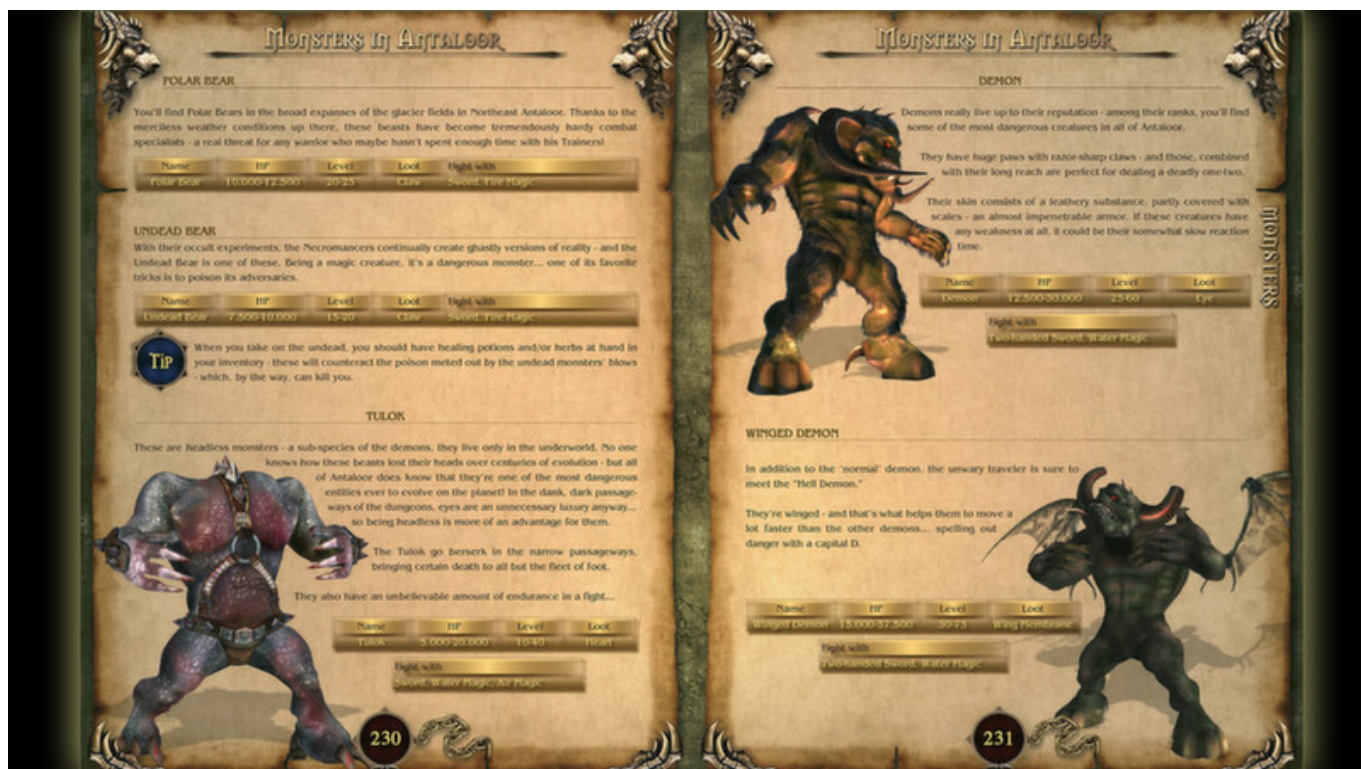 MONSTERS IN ANTALOOR
POLAR BEAR
You'll find Polar Bears in the broad expanses of the glacier fields in Northeast Antaloor. Thanks to the
merciless weather conditions up there, these beasts have become tremendously hardy combat
specialists - a real threat for any warrior who maybe hasn't spent enough time with his Trainers!
Name HP Level Loot Fight with
Polar Bear 10.000-12.500 20-25 Claw Sword, Fire Magic
UNDEAD BEAR
With their occult experiments, the Necromancers continually create ghastly versions of reality - and the
Undead Bear is one of these. Being a magic creature, it's a dangerous monster... one of its favorite
tricks is to poison its adversaries.
Name HP Level Loot Fight with
Undead Bear 7.500-10.000 15-20 Claw Sword, Fire Magic
TIP
When you take on the undead, you should have healing potions and/or herbs at hand in
your inventory - these will counteract the poison meted out by the undead monsters' blows
- which, by the way, can kill you.
TULOK
These are headless monsters - a sub-species of the demons, they live only in the underworld. No one
knows how these beasts lost their heads over centuries of evolution - but all
of Antaloor does know that they're one of the most dangerous
entities ever to evolve on the planet! In the dank, dark passage-
ways of the dungeons, eyes are an unnecessary luxury anyway...
so being headless is more of an advantage for them.
The Tulok go berserk in the narrow passageways,
bringing certain death to all but the fleet of foot.
They also have an unbelievable amount of endurance in a fight...
Name HP Level Loot
Tulok 5.000-20.000 10-40 Heart
Fight with
Sword, Water Magic, Air Magic
230
MONSTERS IN ANTALOOR
DEMON
Demons really live up to their reputation - among their ranks, you'll find
some of the most dangerous creatures in all of Antaloor.
They have huge paws with razor-sharp claws - and those, combined
with their long reach are perfect for dealing a deadly one-two.
Their skin consists of a leathery substance, partly covered with
scales - an almost impenetrable armor. If these creatures have
any weakness at all, it could be their somewhat slow reaction
time.
Name HP Level Loot
Demon 12.500-30.000 25-60 Eye
Fight with
Two-handed Sword, Water Magic
MONSTERS
WINGED DEMON
In addition to the 'normal' demon, the unwary traveler is sure to
meet the "Hell Demon."
They're winged - and that's what helps them to move a
lot faster than the other demons... spelling out
danger with a capital D.
Name HP Level Loot
Winged Demon 15.000-37.500 30-75 Wing Membrane
Fight with
Two-handed Sword, Water Magic
231